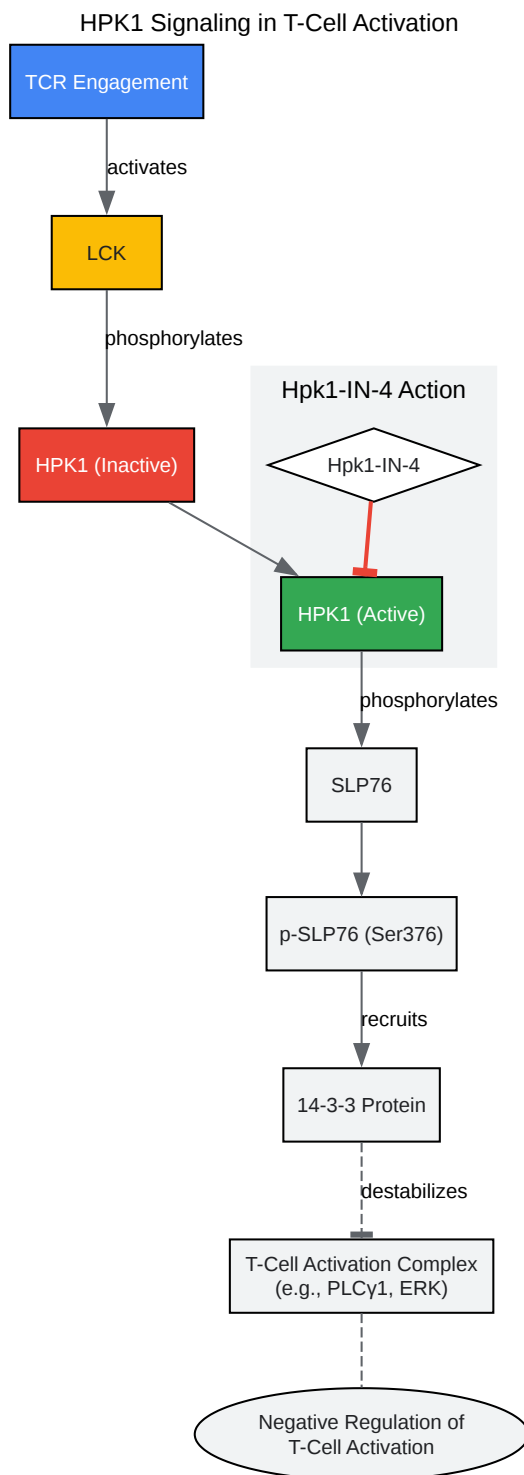 HPK1 Signaling in T-Cell Activation
TCR Engagement
activates
LCK
phosphorylates
HPK1 (Inactive)
Hpk1-IN-4 Action
Hpk1-IN-4
HPK1 (Active)
phosphorylates
SLP76
p-SLP76 (Ser376)
recruits
14-3-3 Protein
destabilizes
T-Cell Activation Complex
(e.g., PLCγ1, ERK)
Negative Regulation of
T-Cell Activation